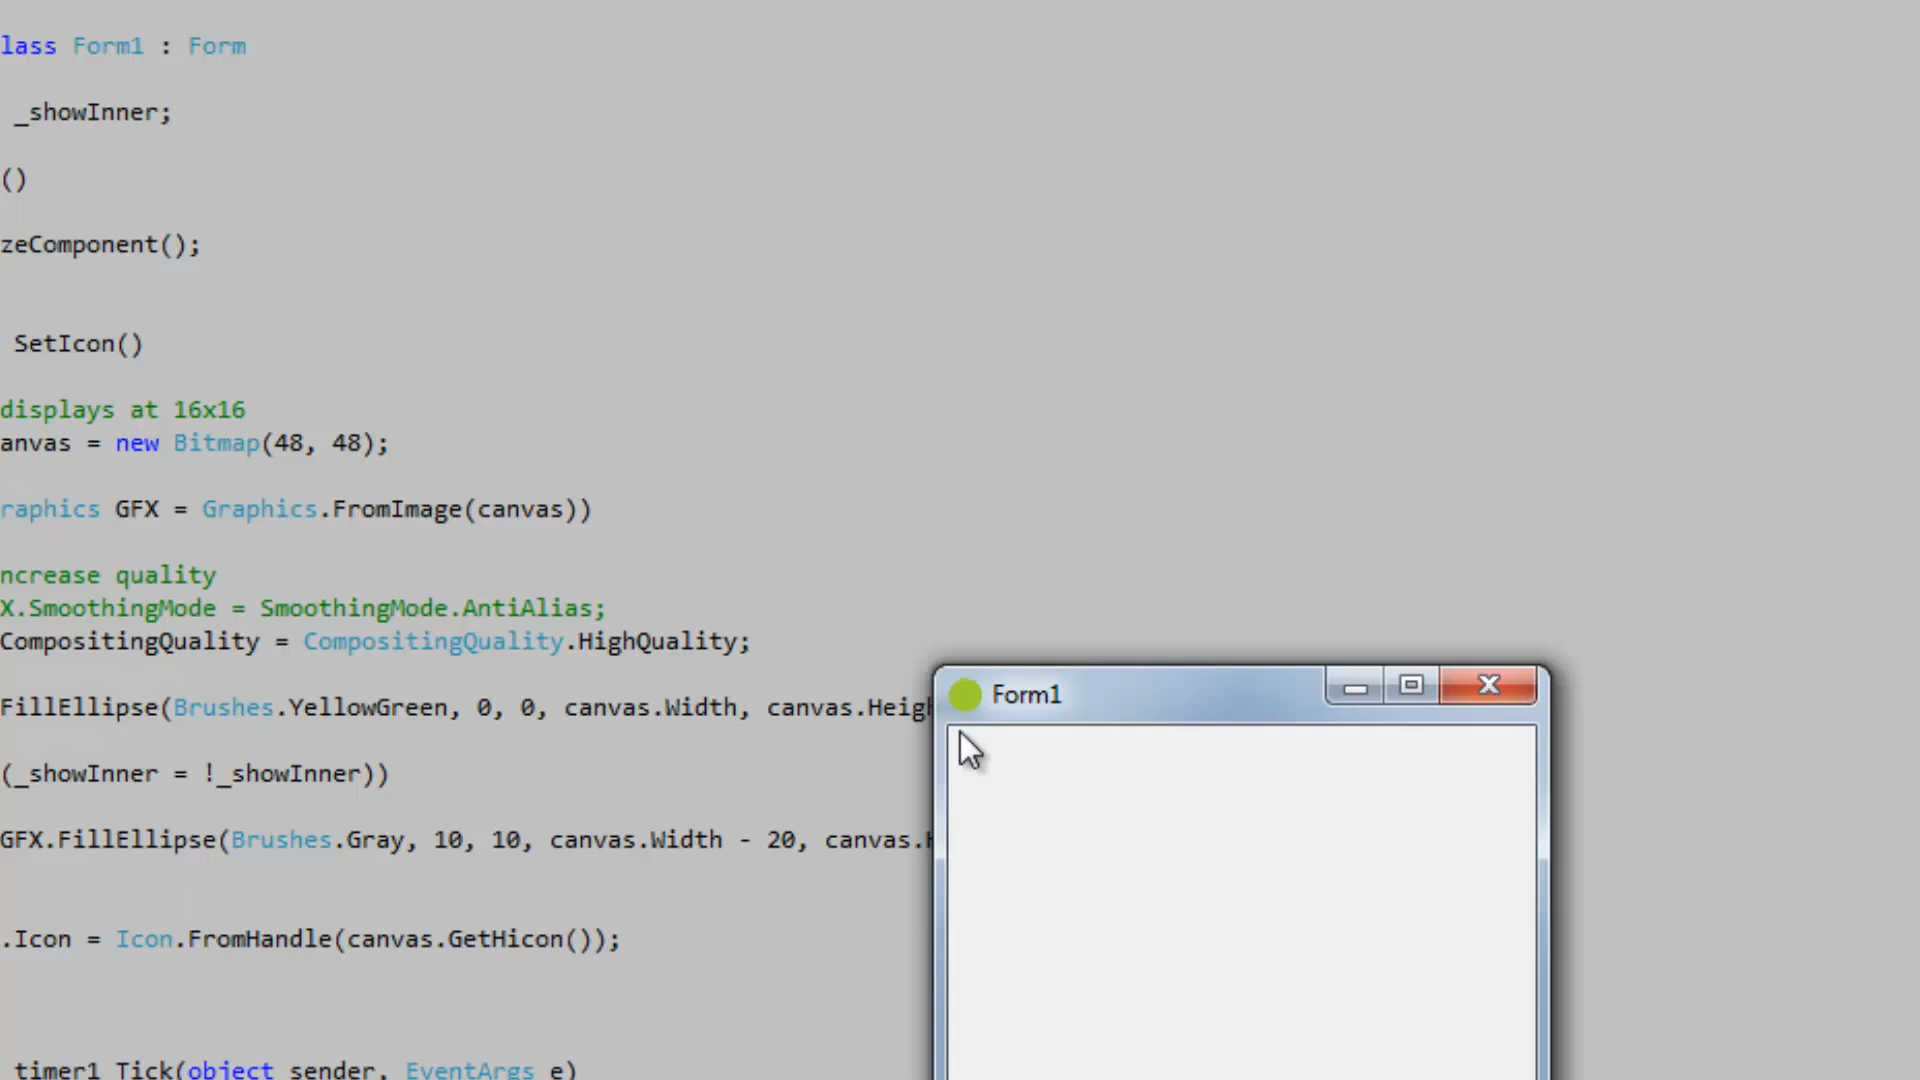 lass Form1 : Form
_showInner;
()
zeComponent();
SetIcon()
displays at 16x16
anvas = new Bitmap(48, 48);
raphics GFX = Graphics.FromImage(canvas))
ncrease quality
X.SmoothingMode = SmoothingMode.AntiAlias;
CompositingQuality = CompositingQuality.HighQuality;
FillEllipse(Brushes.YellowGreen, 0, 0, canvas.Width, canvas.Heigh
Form1
(_showInner = !_showInner))
GFX.FillEllipse(Brushes.Gray, 10, 10, canvas.Width - 20, canvas.H
.Icon = Icon.FromHandle(canvas.GetHicon());
timer1_Tick(object sender, EventArgs e)